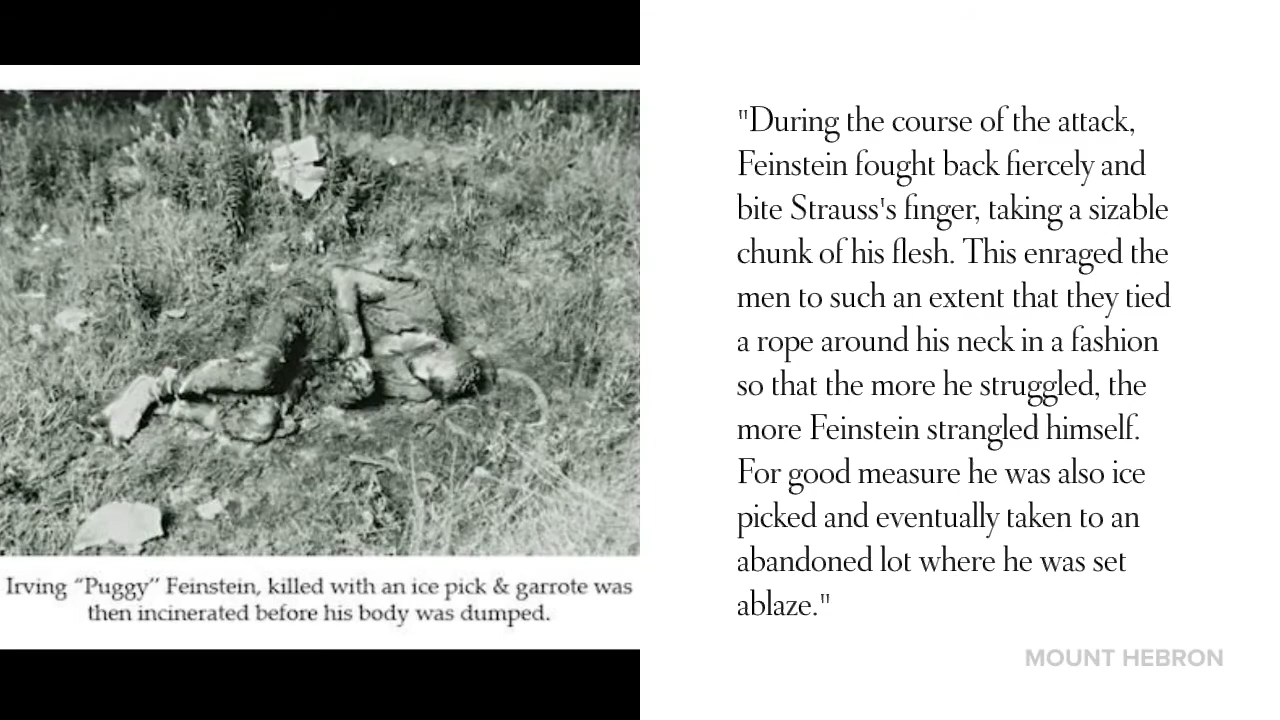 Irving “Puggy” Feinstein, killed with an ice pick & garrote was
then incinerated before his body was dumped.
"During the course of the attack,
Feinstein fought back fiercely and
bite Strauss's finger, taking a sizable
chunk of his flesh. This enraged the
men to such an extent that they tied
a rope around his neck in a fashion
so that the more he struggled, the
more Feinstein strangled himself.
For good measure he was also ice
picked and eventually taken to an
abandoned lot where he was set
ablaze."
MOUNT HEBRON